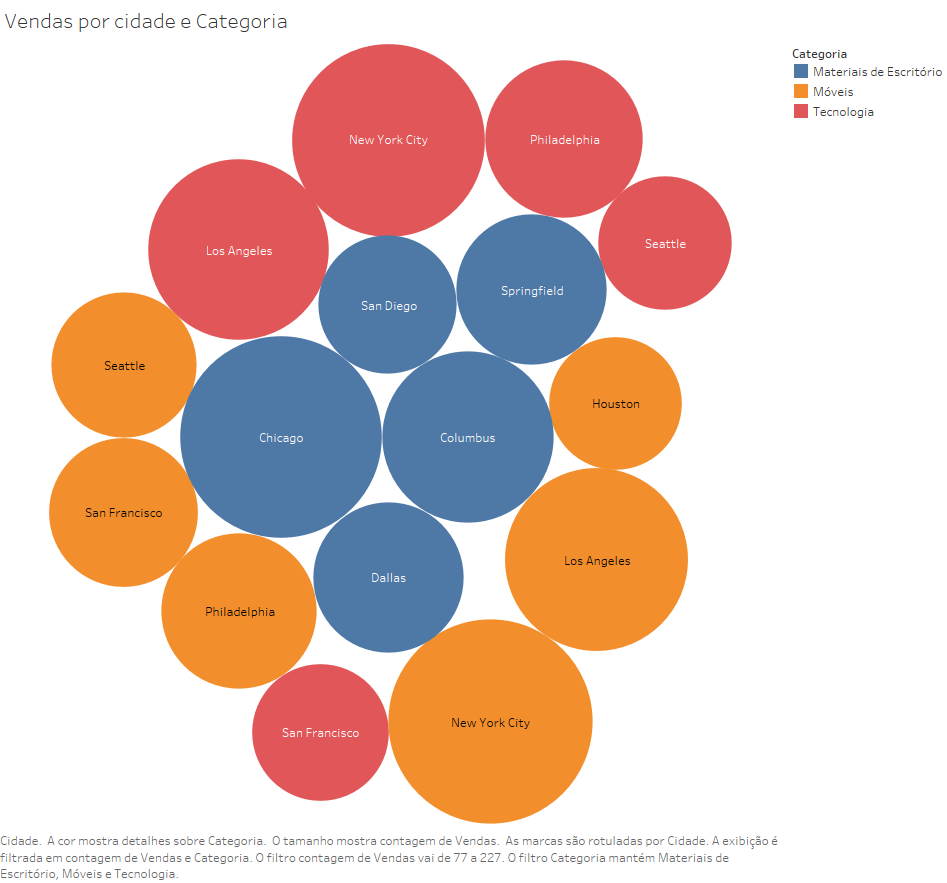 Vendas por cidade e Categoria
Categoria
Materiais de Escritório
Móveis
Tecnologia
New York City
Philadelphia
Los Angeles
Seattle
San Diego
Springfield
Seattle
Houston
Chicago
Columbus
San Francisco
Los Angeles
Dallas
Philadelphia
New York City
San Francisco
Cidade.  A cor mostra detalhes sobre Categoria.  O tamanho mostra contagem de Vendas.  As marcas são rotuladas por Cidade. A exibição é
filtrada em contagem de Vendas e Categoria. O filtro contagem de Vendas vai de 77 a 227. O filtro Categoria mantém Materiais de
Escritório, Móveis e Tecnologia.